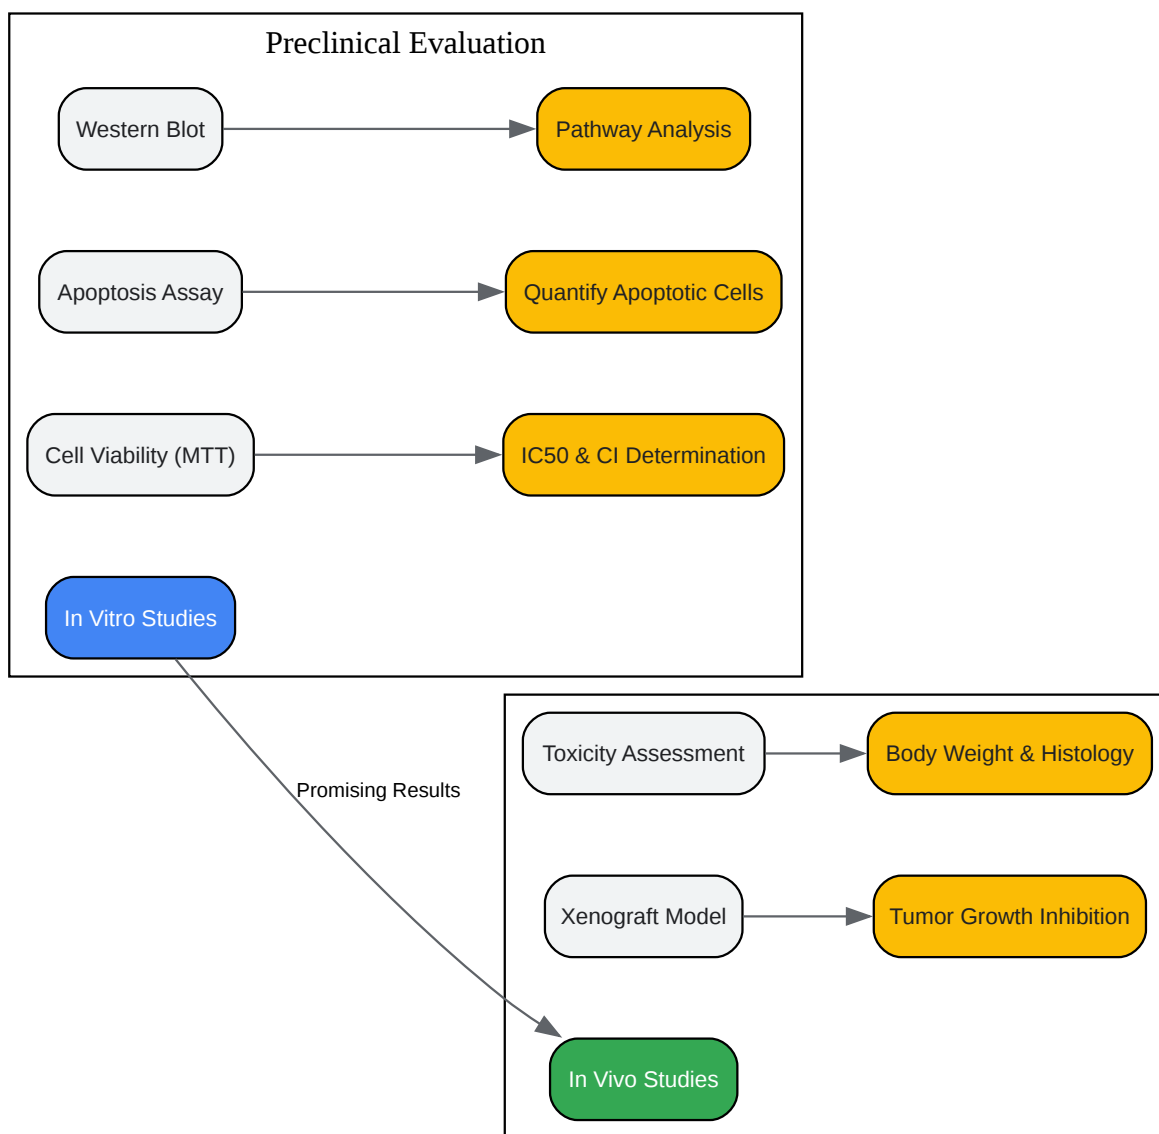 Preclinical Evaluation
Western Blot
Pathway Analysis
Apoptosis Assay
Quantify Apoptotic Cells
Cell Viability (MTT)
IC50 & CI Determination
In Vitro Studies
Toxicity Assessment
Body Weight & Histology
Promising Results
Xenograft Model
Tumor Growth Inhibition
In Vivo Studies